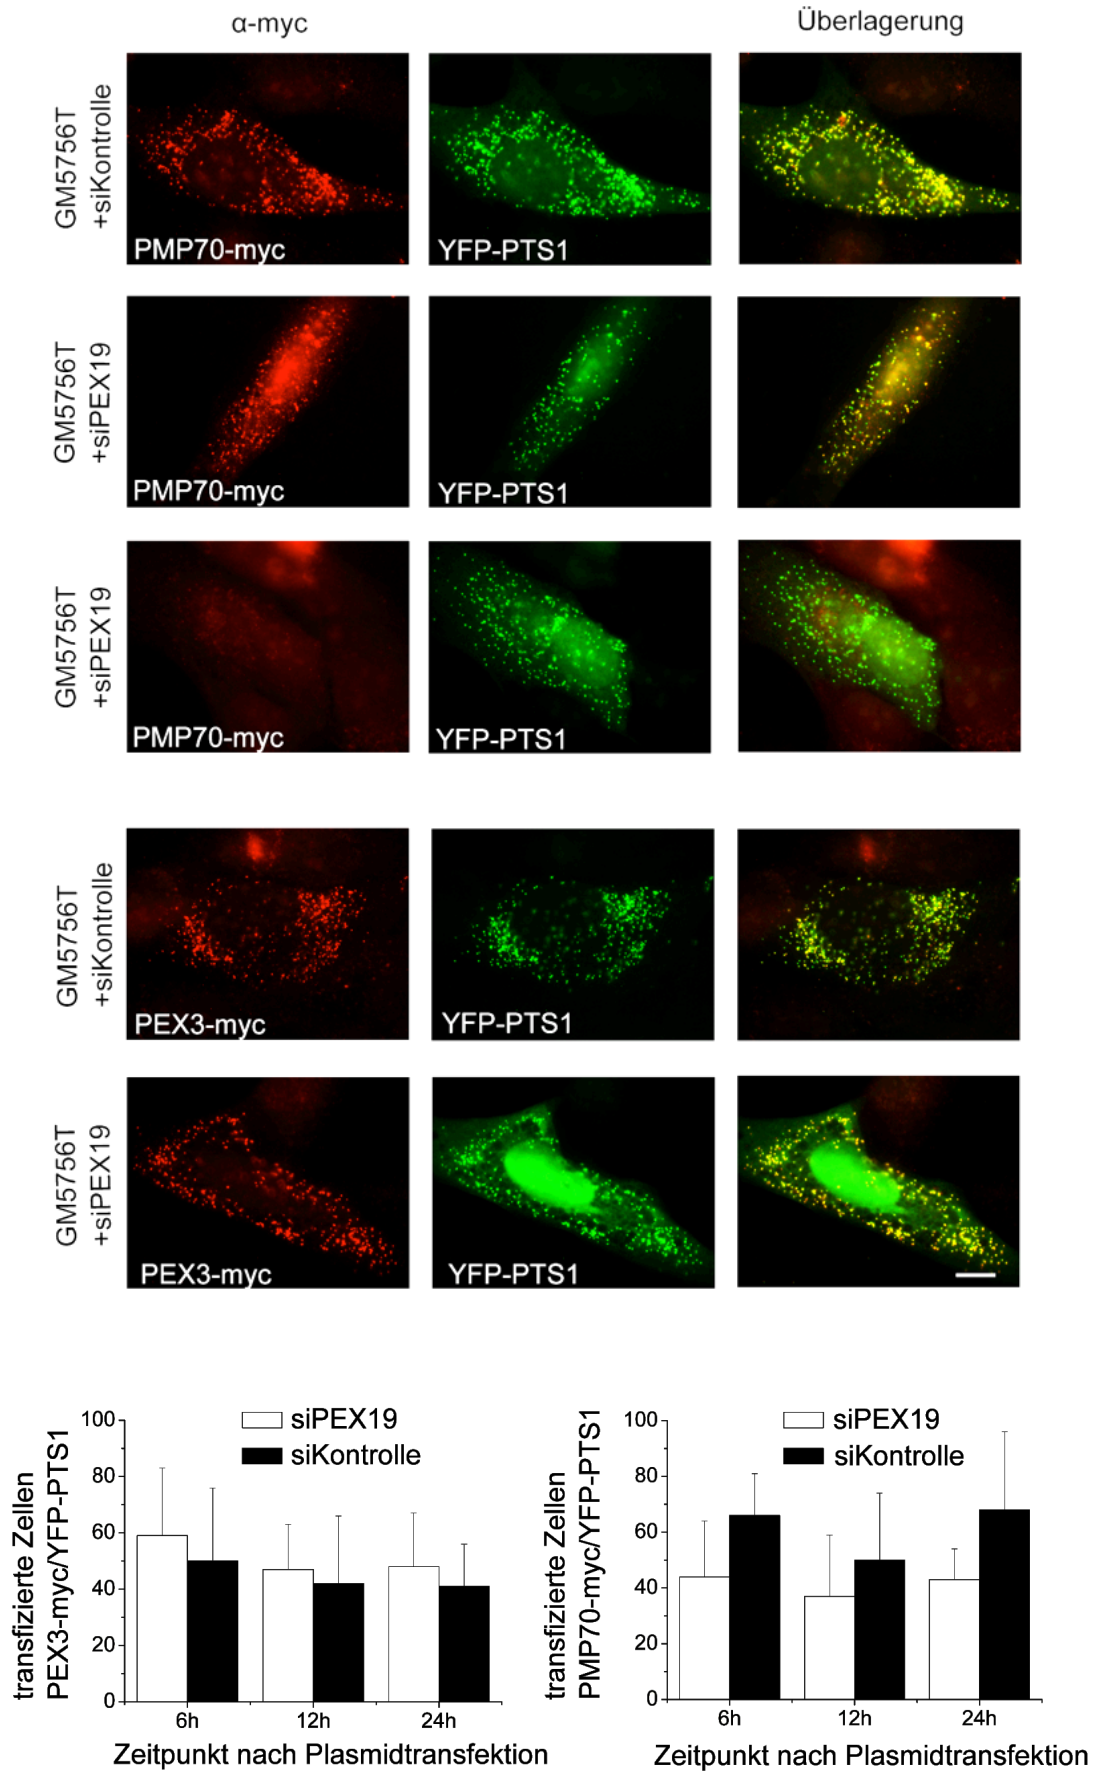 α-myc
Überlagerung
GM5756T
+siKontrolle
PMP70-myc
YFP-PTS1
GM5756T
+siPEX19
PMP70-myc
YFP-PTS1
GM5756T
+siPEX19
PMP70-myc
YFP-PTS1
GM5756T
+siKontrolle
PEX3-myc
YFP-PTS1
GM5756T
+siPEX19
PEX3-myc
YFP-PTS1
transfizierte Zellen
PEX3-myc/YFP-PTS1
100
80
60
40
20
0
siPEX19
siKontrolle
6h
12h
24h
Zeitpunkt nach Plasmidtransfektion
transfizierte Zellen
PMP70-myc/YFP-PTS1
100
80
60
40
20
0
siPEX19
siKontrolle
6h
12h
24h
Zeitpunkt nach Plasmidtransfektion